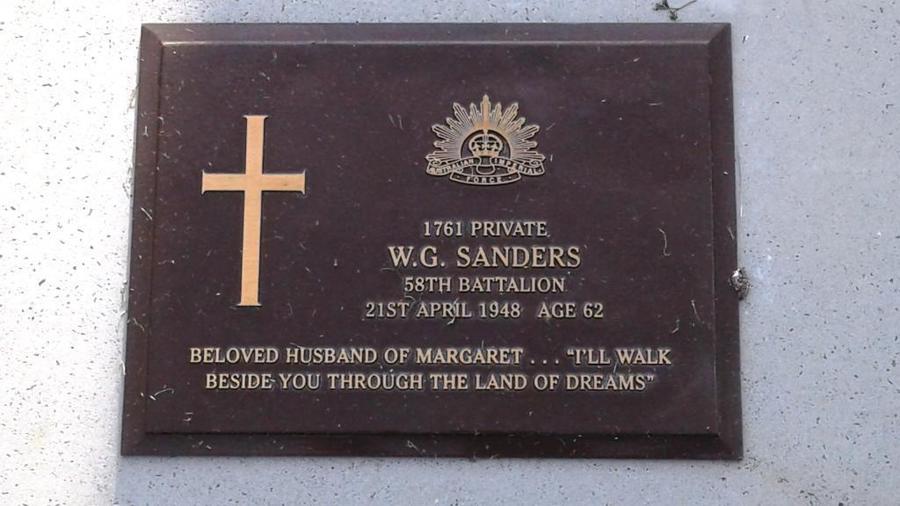 AUSTRALIAN IMPERIAL
FORCE
1761 PRIVATE
W.G. SANDERS
58TH BATTALION
21ST APRIL 1948 AGE 62
BELOVED HUSBAND OF MARGARET . . . "I'LL WALK
BESIDE YOU THROUGH THE LAND OF DREAMS"